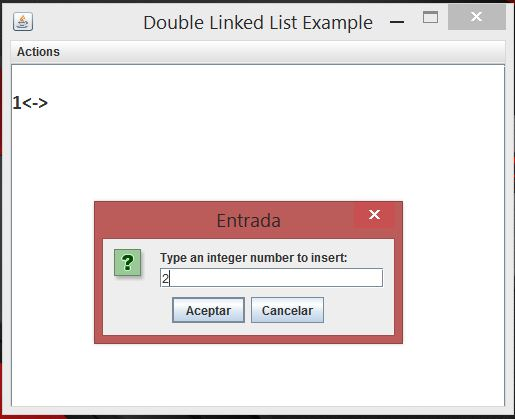 Double Linked List Example
Actions
1<->
Entrada
?
Type an integer number to insert:
2
Aceptar Cancelar